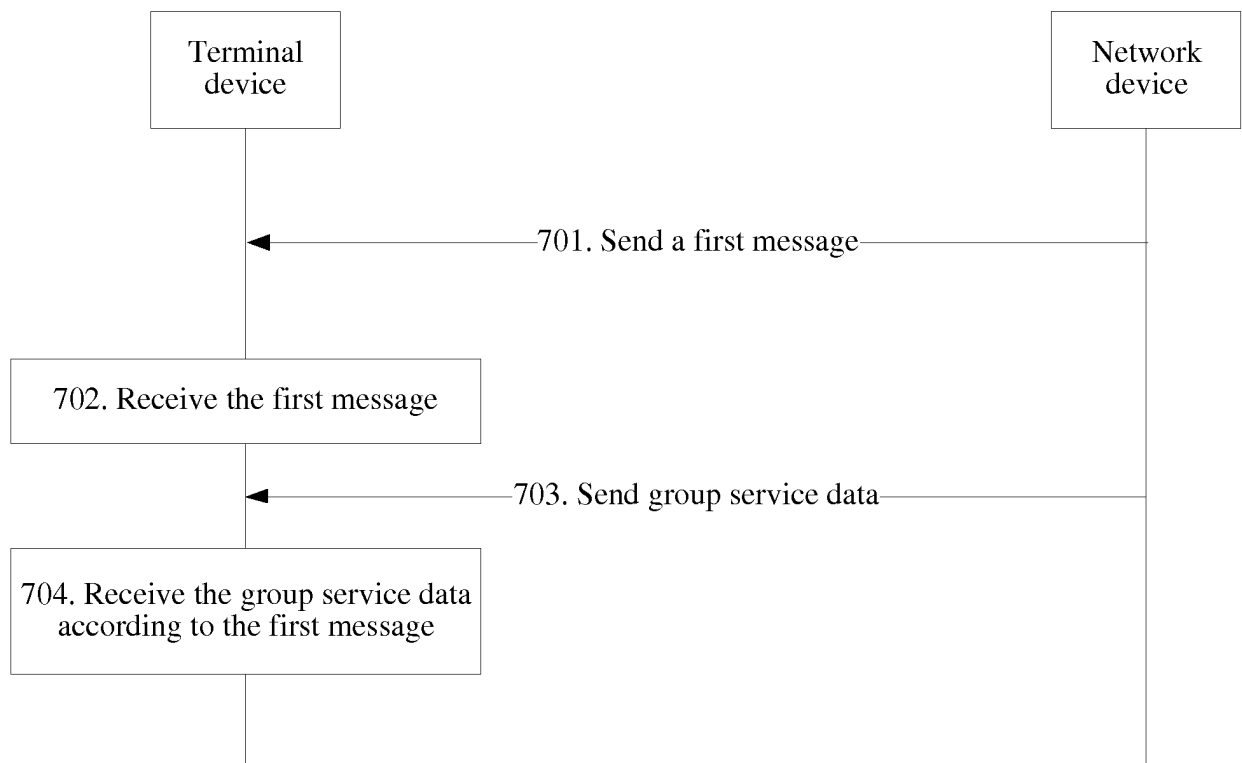 Terminal
device
Network
device
701. Send a first message
702. Receive the first message
703. Send group service data
704. Receive the group service data
according to the first message